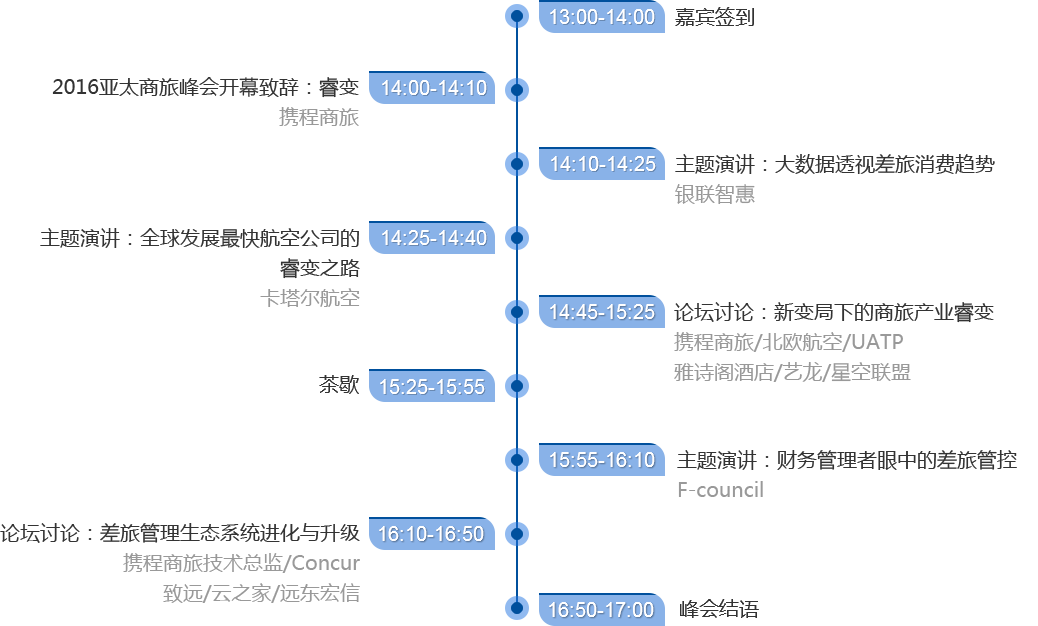 13:00-14:00 嘉宾签到
2016亚太商旅峰会开幕致辞：睿变 14:00-14:10
携程商旅
14:10-14:25 主题演讲：大数据透视差旅消费趋势
银联智惠
主题演讲：全球发展最快航空公司的 14:25-14:40
睿变之路
卡塔尔航空
14:45-15:25 论坛讨论：新变局下的商旅产业睿变
携程商旅/北欧航空/UATP
雅诗阁酒店/艺龙/星空联盟
茶歇 15:25-15:55
15:55-16:10 主题演讲：财务管理者眼中的差旅管控
F-council
论坛讨论：差旅管理生态系统进化与升级 16:10-16:50
携程商旅技术总监/Concur
致远/云之家/远东宏信
16:50-17:00 峰会结语